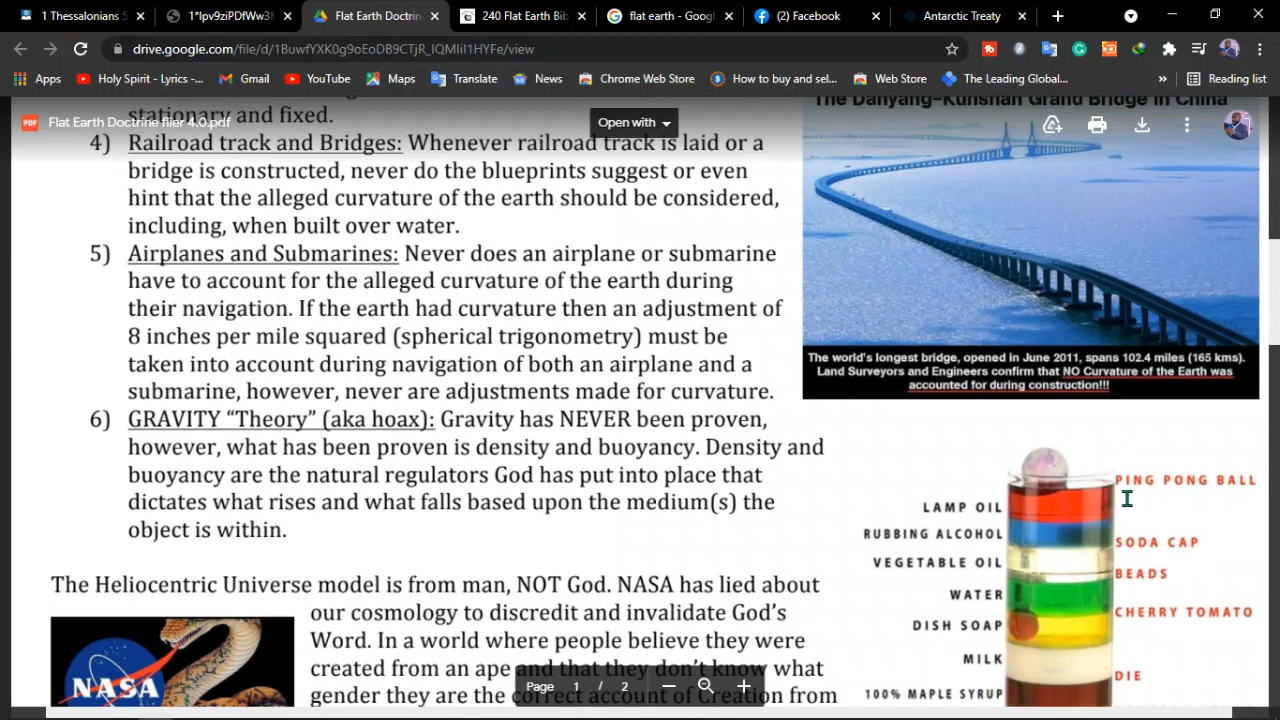 1 Thessalonians 5
1*lpv9ziPDfWw3
Flat Earth Doctrin
240 Flat Earth Bib
flat earth - Googl
(2) Facebook
Antarctic Treaty
drive.google.com/file/d/1BuwfYXK0g9oEoDB9CTjR_IQMIiI1HYFe/view
Apps
Holy Spirit - Lyrics -...
Gmail
YouTube
Maps
Translate
News
Chrome Web Store
How to buy and sel...
Web Store
The Leading Global...
Reading list
stationary and fixed.
The Danyang-Kunshan Grand Bridge in China
PDF
Flat Earth Doctrine flier 4.0.pdf
Open with
4) Railroad track and Bridges: Whenever railroad track is laid or a
bridge is constructed, never do the blueprints suggest or even
hint that the alleged curvature of the earth should be considered,
including, when built over water.
5) Airplanes and Submarines: Never does an airplane or submarine
have to account for the alleged curvature of the earth during
their navigation. If the earth had curvature then an adjustment of
8 inches per mile squared (spherical trigonometry) must be
taken into account during navigation of both an airplane and a
submarine, however, never are adjustments made for curvature.
The world's longest bridge, opened in June 2011, spans 102.4 miles (165 kms).
Land Surveyors and Engineers confirm that NO Curvature of the Earth was
accounted for during construction!!!
6) GRAVITY “Theory” (aka hoax): Gravity has NEVER been proven,
however, what has been proven is density and buoyancy. Density and
buoyancy are the natural regulators God has put into place that
dictates what rises and what falls based upon the medium(s) the
object is within.
PING PONG BALL
LAMP OIL
RUBBING ALCOHOL
SODA CAP
VEGETABLE OIL
BEADS
WATER
CHERRY TOMATO
DISH SOAP
MILK
DIE
100% MAPLE SYRUP
The Heliocentric Universe model is from man, NOT God. NASA has lied about
our cosmology to discredit and invalidate God's
Word. In a world where people believe they were
created from an ape and that they don't know what
gender they are the correct account of Creation from
NASA
Page 1 / 2